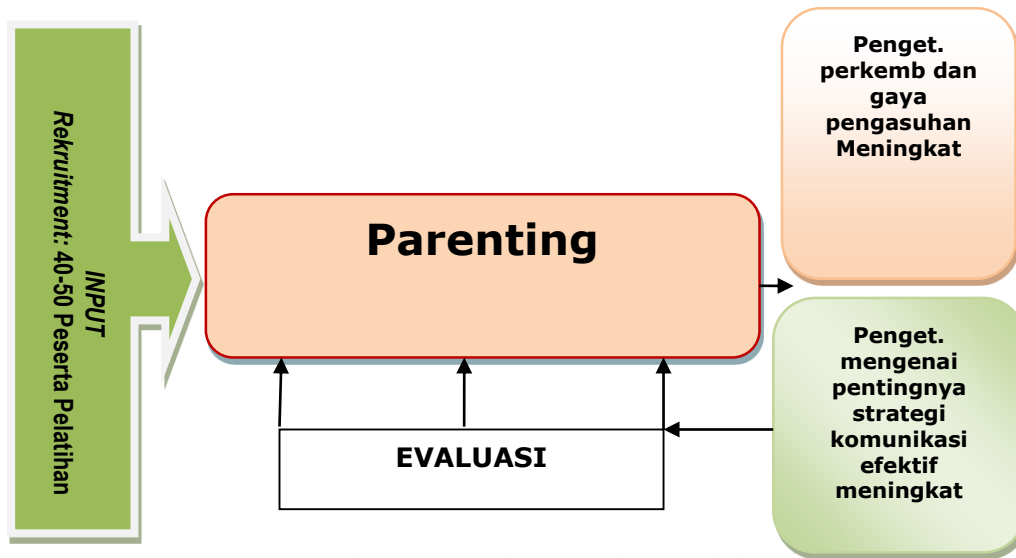 INPUT
Rekruitment: 40-50 Peserta Pelatihan
Parenting
EVALUASI
Penget.
perkemb dan
gaya
pengasuhan
Meningkat
Penget.
mengenai
pentingnya
strategi
komunikasi
efektif
meningkat